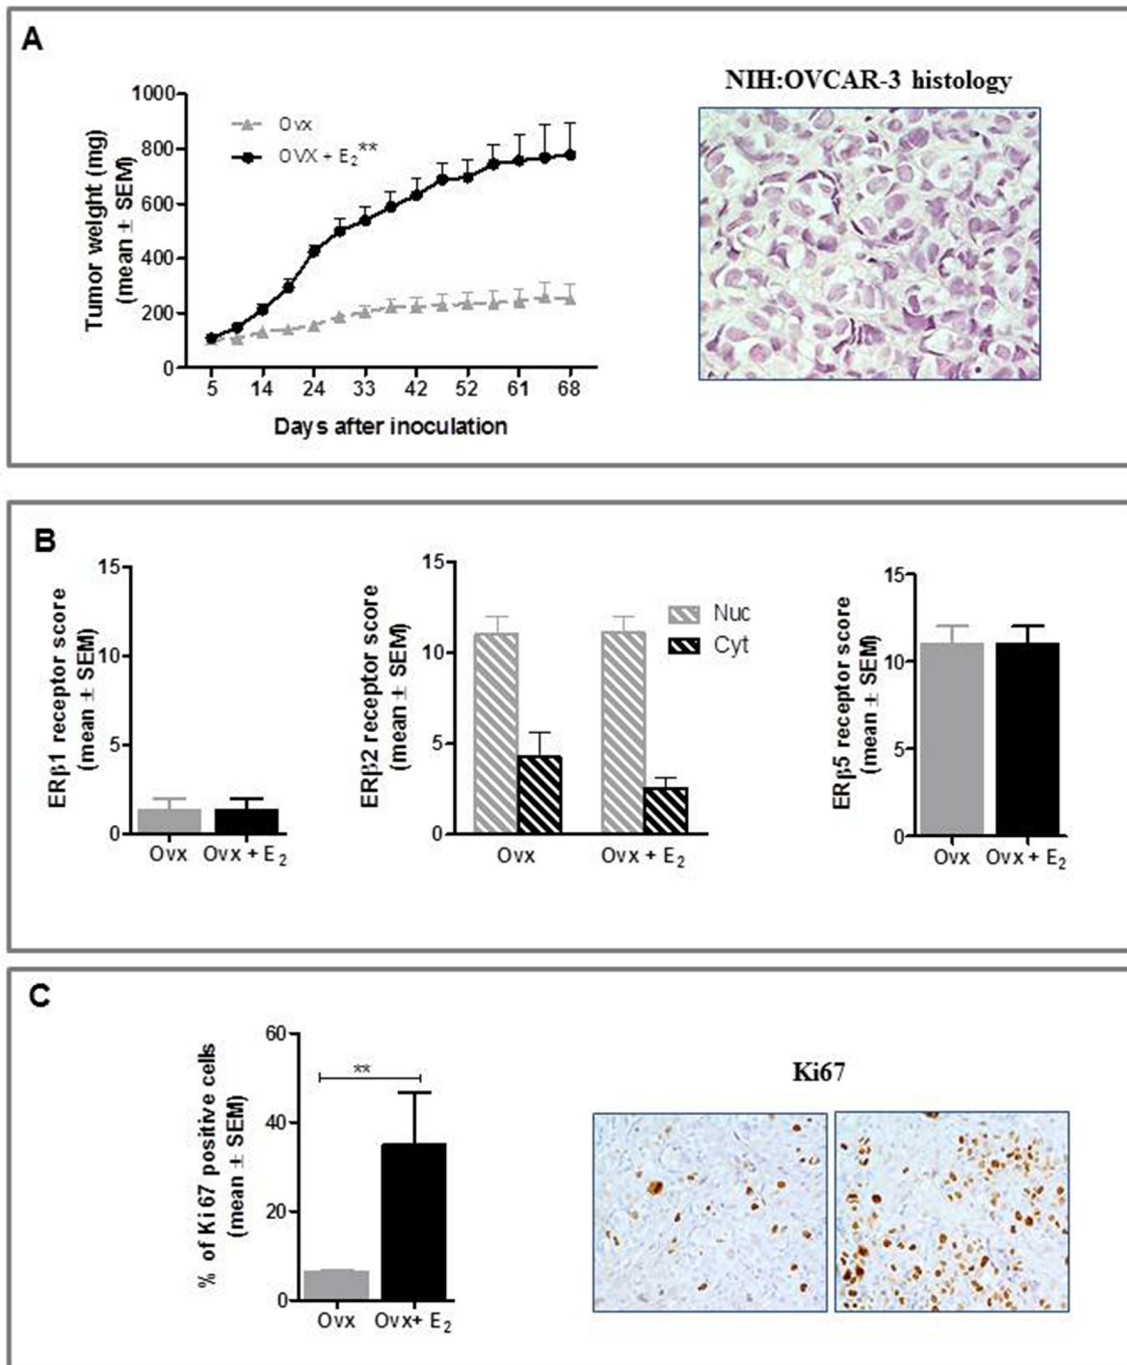 A
NIH:OVCAR-3 histology
Tumor weight (mg)
(mean ± SEM)
1000
800
600
400
200
0
Ovx
OVX + E2**
5 14 24 33 42 52 61 68
Days after inoculation
B
ERβ1 receptor score
(mean ± SEM)
15
10
5
0
Ovx Ovx + E2
ERβ2 receptor score
(mean ± SEM)
15
10
5
0
Nuc
Cyt
Ovx Ovx + E2
ERβ5 receptor score
(mean ± SEM)
15
10
5
0
Ovx Ovx + E2
C
% of Ki67 positive cells
(mean ± SEM)
60
40
20
0
**
Ovx Ovx+ E2
Ki67